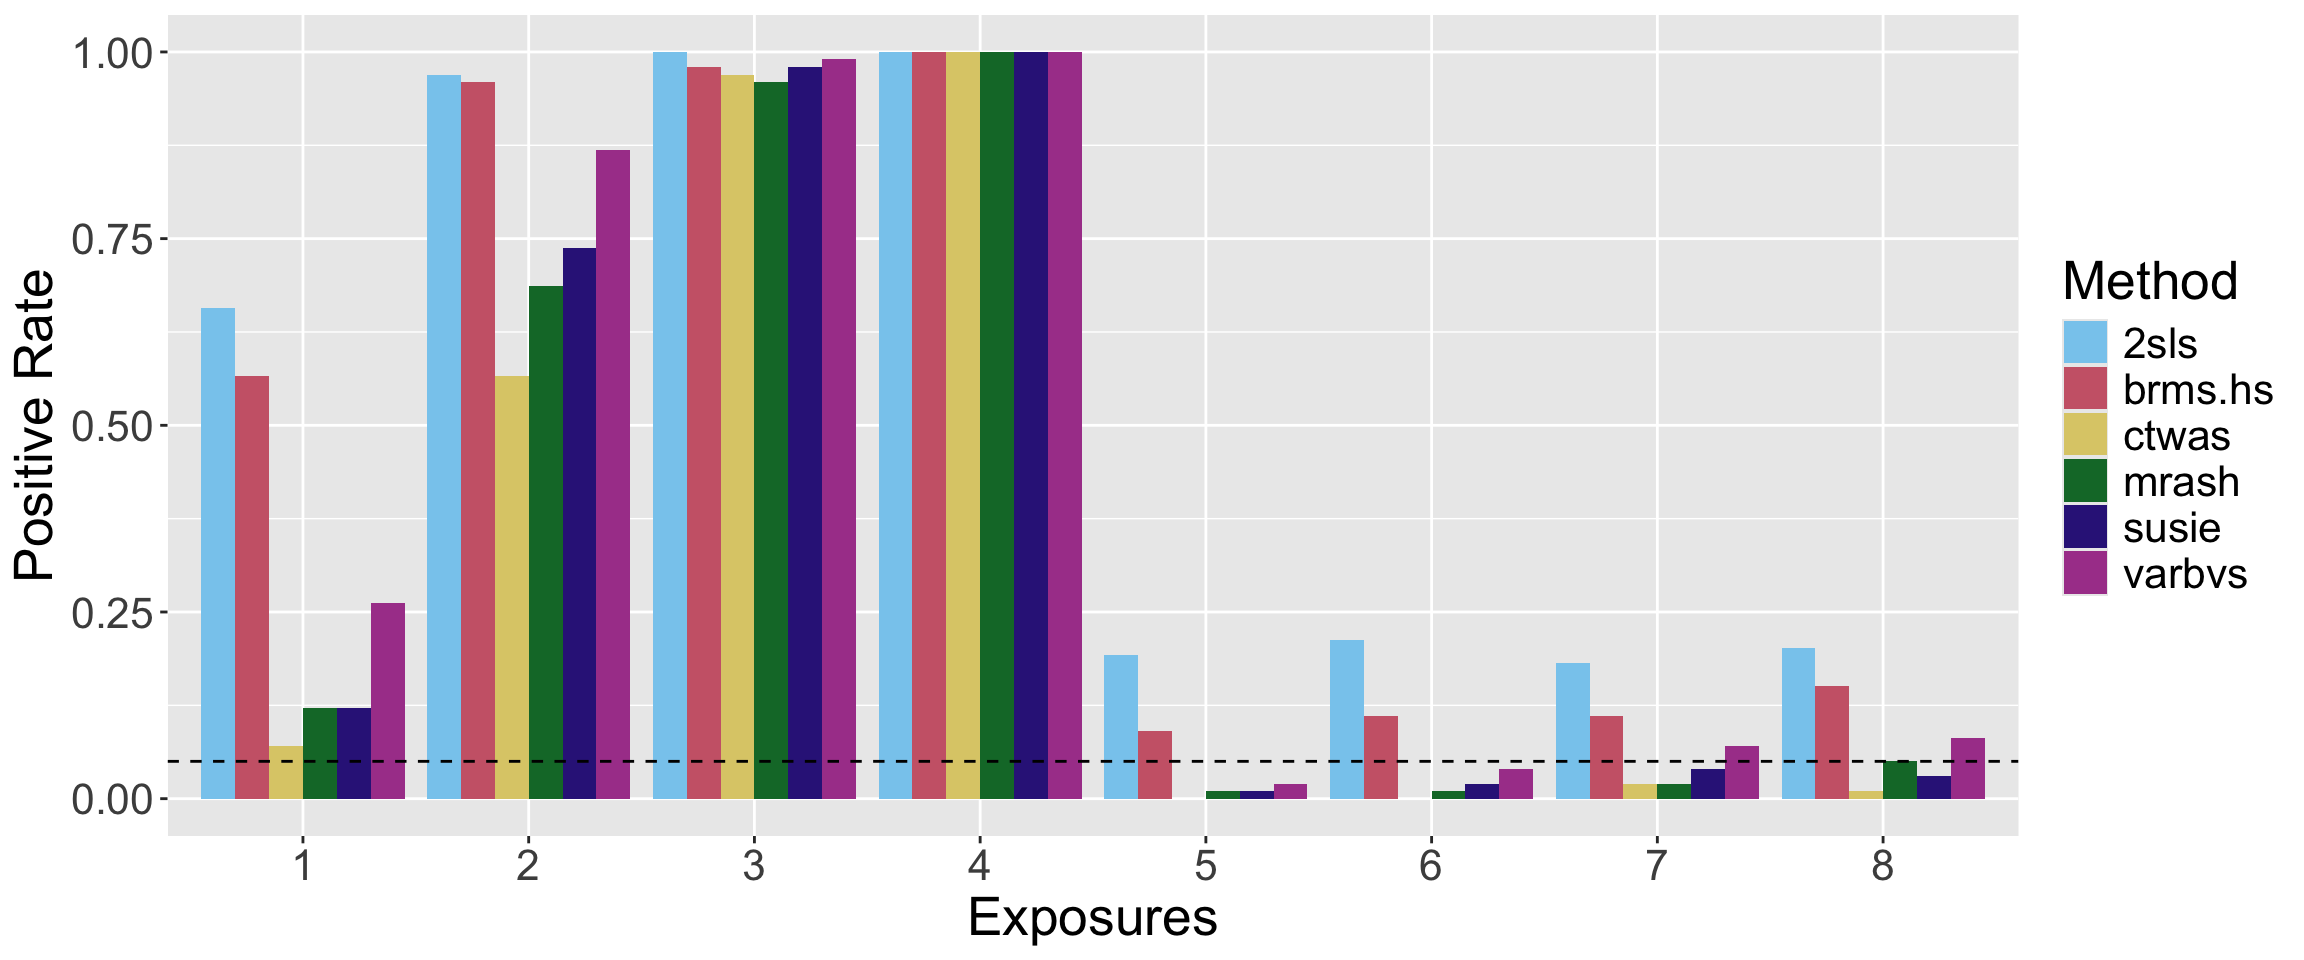 1.00
0.75
0.50
0.25
0.00
Positive Rate
1 2 3 4 5 6 7 8
Exposures
Method
2sls
brms.hs
ctwas
mrash
susie
varbvs